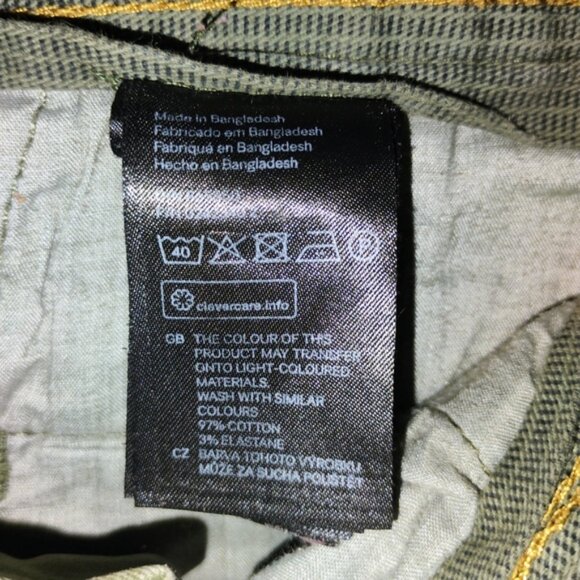 Made in Bangladesh
Fabricado em Bangladesh
Fabriqué en Bangladesh
Hecho en Bangladesh
40
P
clevercare.info
GB THE COLOUR OF THIS
PRODUCT MAY TRANSFER
ONTO LIGHT-COLOURED
MATERIALS.
WASH WITH SIMILAR
COLOURS
97% COTTON
3% ELASTANE
CZ BARVA TOHOTO VÝROBKU
MŮŽE ZA SUCHA POUŠTĚT